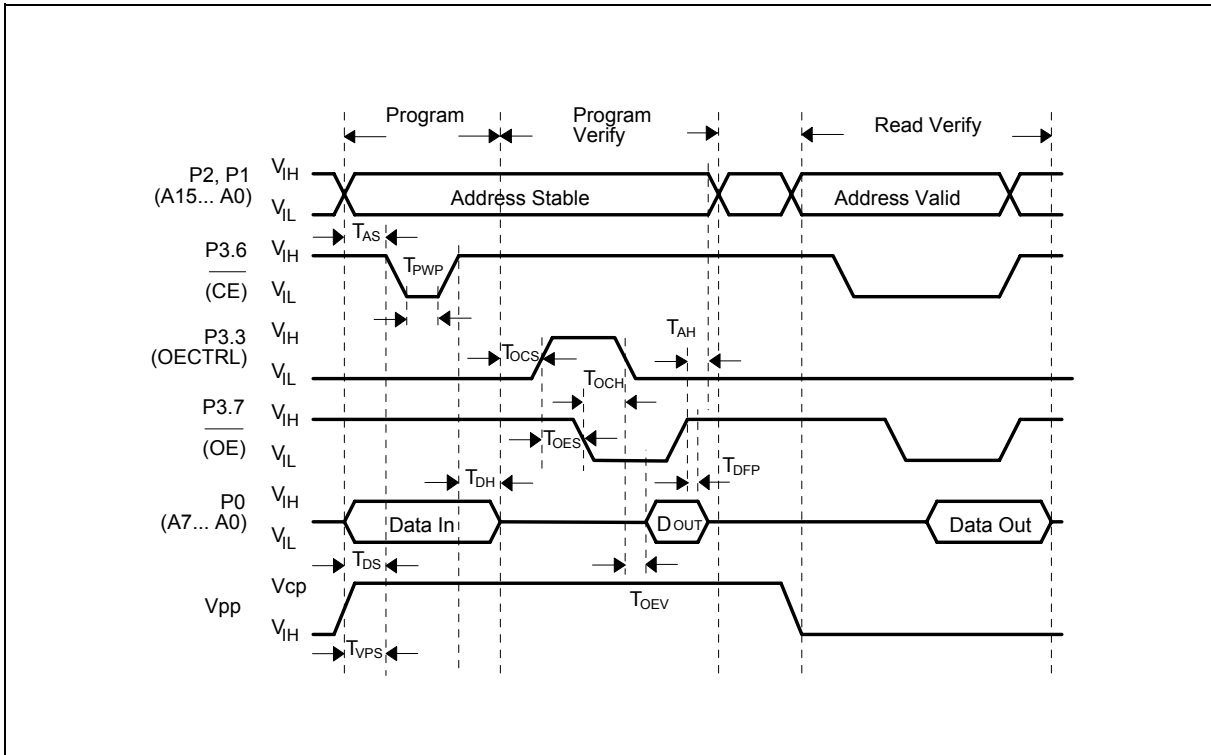 Program
Program
Verify
Read Verify
P2, P1
(A15... A0)
VIH
VIL
Address Stable
Address Valid
TAS
P3.6
(CE)
VIH
VIL
TPWP
P3.3
(OECTRL)
VIH
VIL
TOCS
TAH
TOCH
P3.7
(OE)
VIH
VIL
TOES
TDFP
TDH
P0
(A7... A0)
VIH
VIL
Data In
DOUT
Data Out
TDS
Vpp
Vcp
VIH
TOEV
TVPS